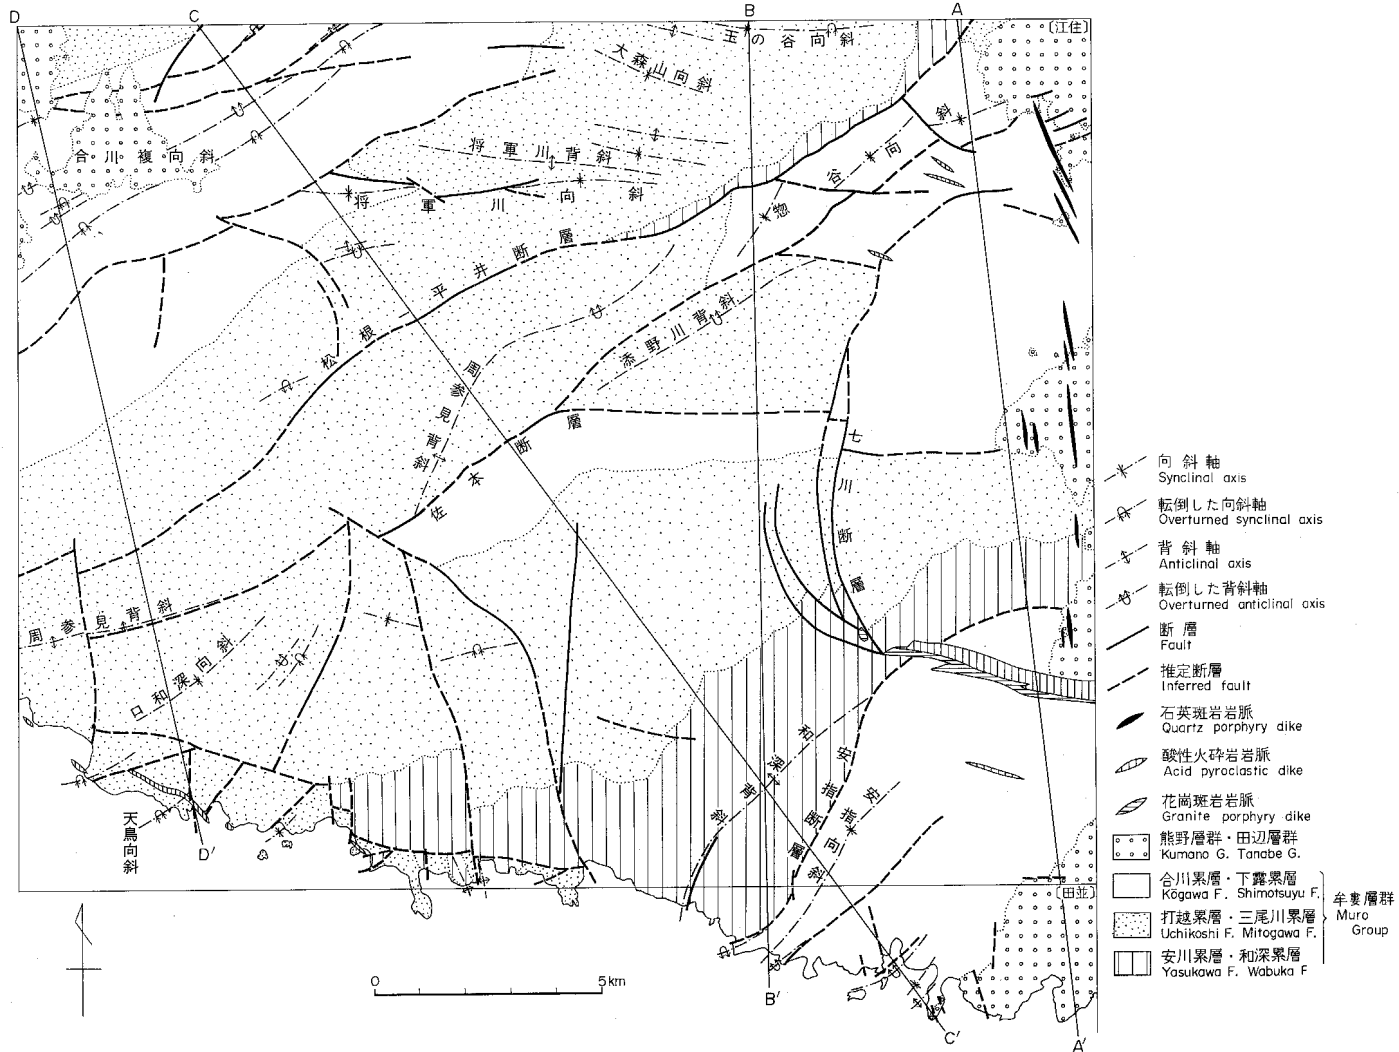 D
C
B
A
〔江住〕
玉の谷向斜
大森山向斜
合川複向斜
将軍川背斜
将軍川向斜
惣谷向斜
松根平井断層
添野川背斜
周参見背斜
佐本断層
七川断層
周参見背斜
日和深向斜
和深背斜
安指断層
安指向斜
天鳥向斜
〔田並〕
D'
B'
C'
A'
0
5km
向斜軸
Synclinal axis
転倒した向斜軸
Overturned synclinal axis
背斜軸
Anticlinal axis
転倒した背斜軸
Overturned anticlinal axis
断層
Fault
推定断層
Inferred fault
石英斑岩岩脈
Quartz porphyry dike
酸性火砕岩岩脈
Acid pyroclastic dike
花崗斑岩岩脈
Granite porphyry dike
熊野層群・田辺層群
Kumano G. Tanabe G.
合川累層・下露累層
Kōgawa F. Shimotsuyu F.
打越累層・三尾川累層
Uchikoshi F. Mitogawa F.
安川累層・和深累層
Yasukawa F. Wabuka F
牟婁層群
Muro
Group